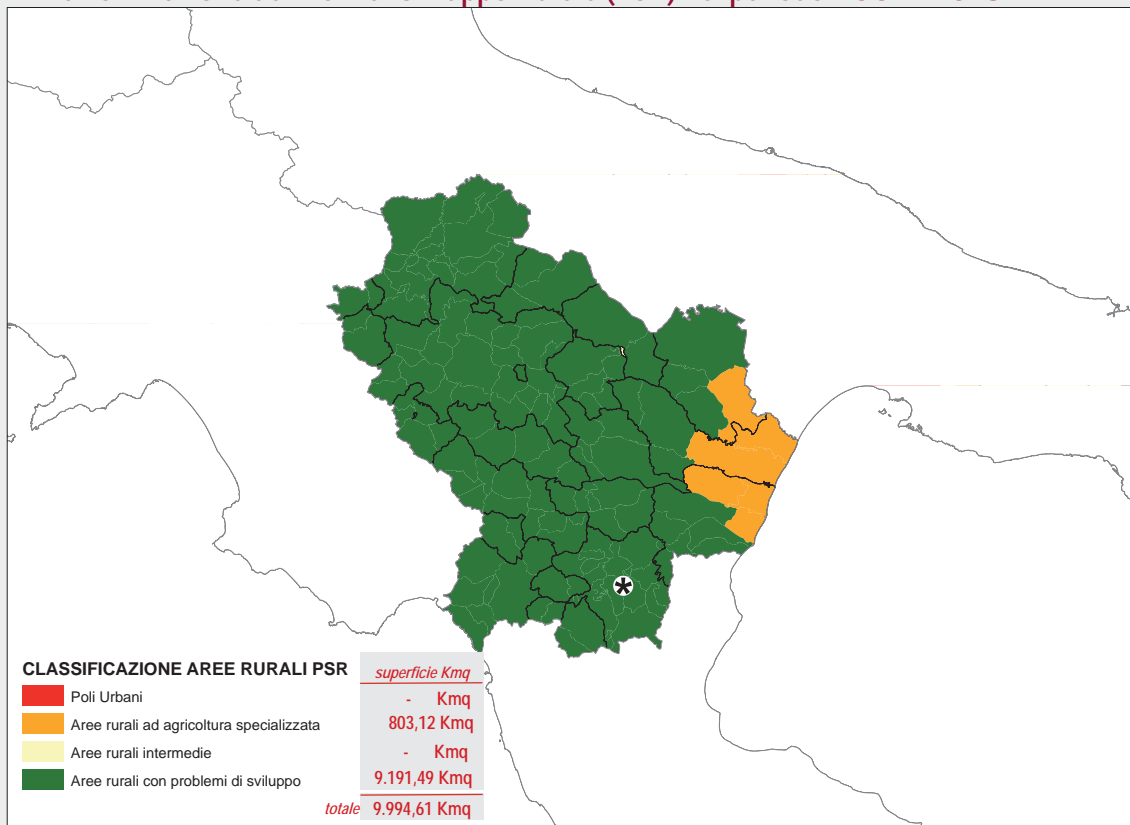 CLASSIFICAZIONE AREE RURALI PSR
superficie Kmq
Poli Urbani - Kmq
Aree rurali ad agricoltura specializzata 803,12 Kmq
Aree rurali intermedie - Kmq
Aree rurali con problemi di sviluppo 9.191,49 Kmq
totale 9.994,61 Kmq